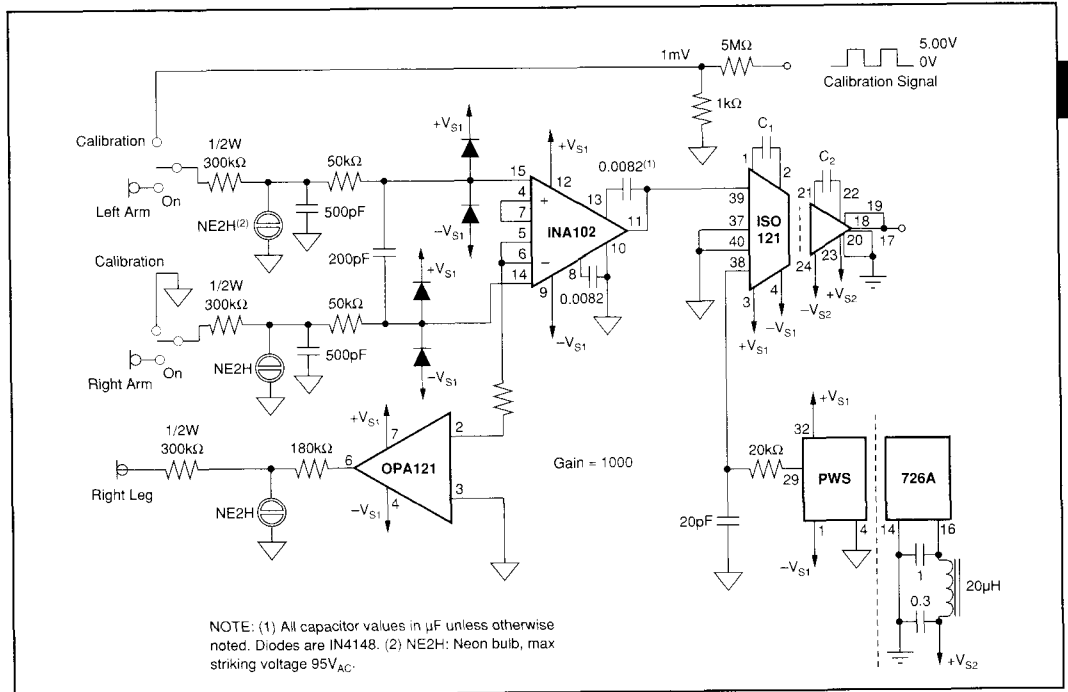 1mV
5MΩ
5.00V
0V
Calibration Signal
1kΩ
Calibration
1/2W
300kΩ
50kΩ
+VS1
-VS1
On
Left Arm
NE2H(2)
500pF
200pF
15
4
7
5
6
14
+
−
12
13
11
10
8
9
INA102
+VS1
0.0082(1)
0.0082
−VS1
C1
1
2
39
37
40
38
3
4
ISO
121
+VS1
−VS1
C2
21
22
19
18
20
17
23
24
−VS2
+VS2
Calibration
1/2W
300kΩ
50kΩ
+VS1
−VS1
On
Right Arm
NE2H
500pF
1/2W
300kΩ
180kΩ
Right Leg
NE2H
+VS1
7
6
OPA121
2
3
4
−VS1
Gain = 1000
20kΩ
20pF
+VS1
32
29
PWS
1
4
−VS1
726A
14
16
1
0.3
20μH
+VS2
NOTE: (1) All capacitor values in μF unless otherwise
noted. Diodes are IN4148. (2) NE2H: Neon bulb, max
striking voltage 95VAC.